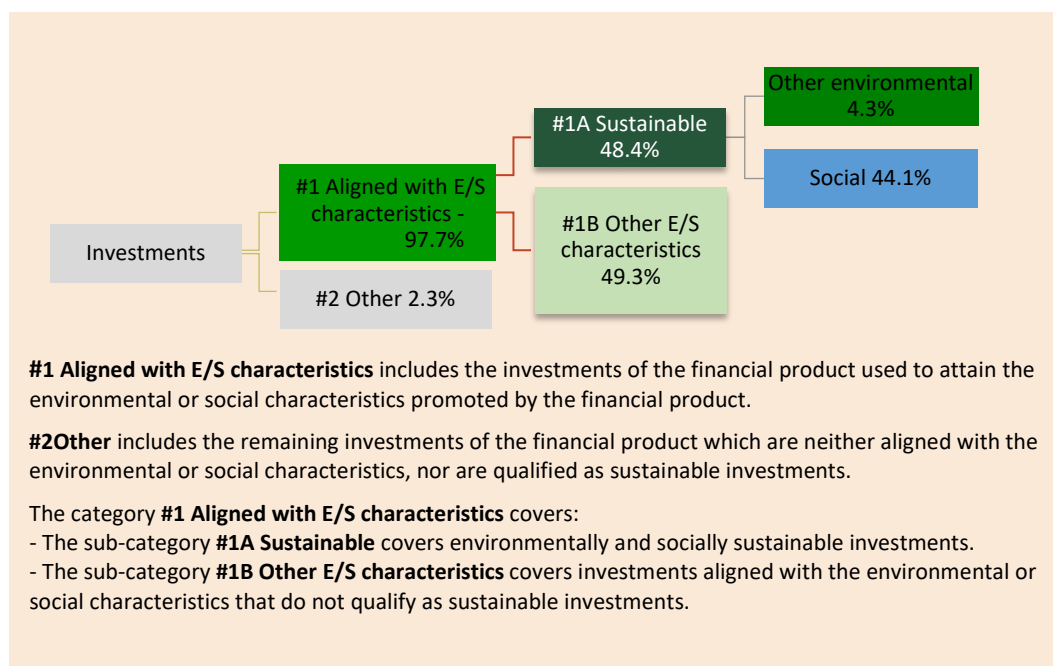 Other environmental
4.3%
#1A Sustainable
48.4%
Social 44.1%
#1 Aligned with E/S
characteristics -
97.7%
#1B Other E/S
characteristics
49.3%
Investments
#2 Other 2.3%
#1 Aligned with E/S characteristics includes the investments of the financial product used to attain the
environmental or social characteristics promoted by the financial product.
#2Other includes the remaining investments of the financial product which are neither aligned with the
environmental or social characteristics, nor are qualified as sustainable investments.
The category #1 Aligned with E/S characteristics covers:
- The sub-category #1A Sustainable covers environmentally and socially sustainable investments.
- The sub-category #1B Other E/S characteristics covers investments aligned with the environmental or
social characteristics that do not qualify as sustainable investments.